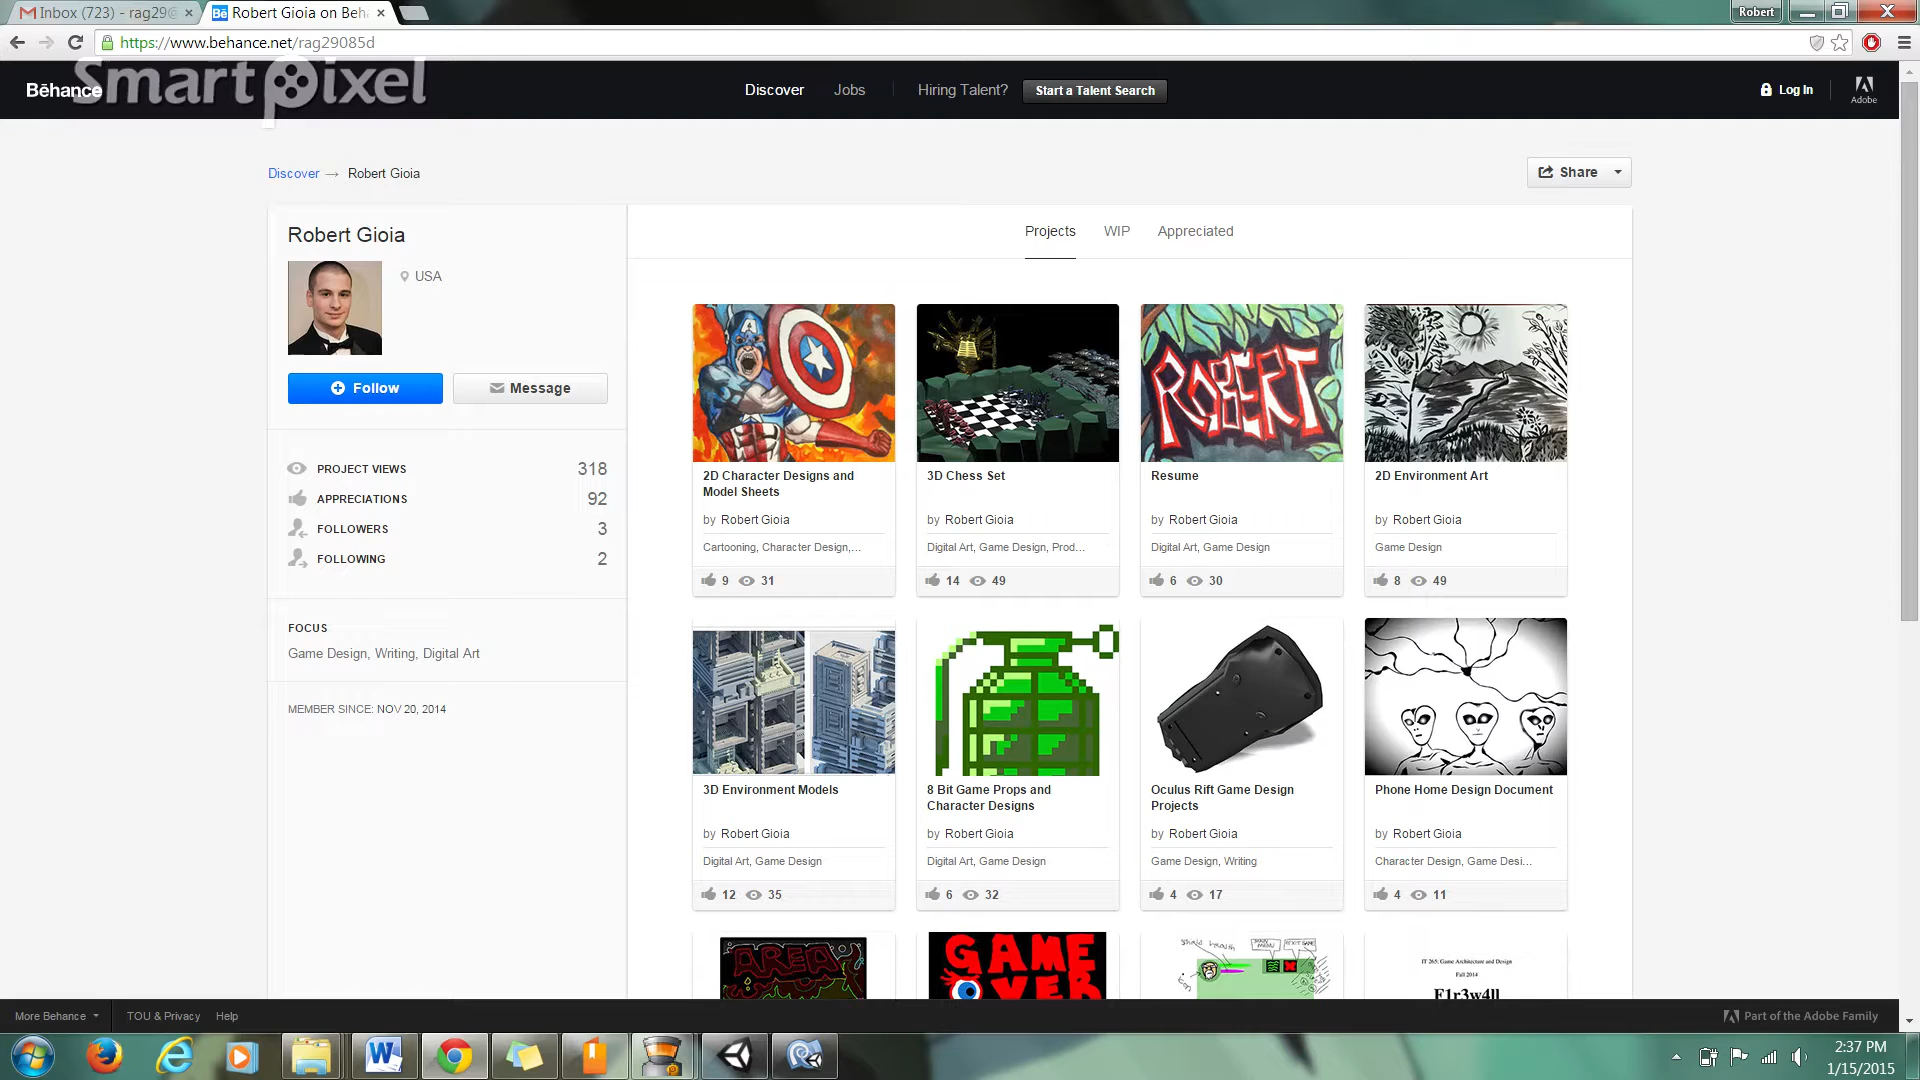 Inbox (723) - rag29@
Robert Gioia on Beh
Robert
https://www.behance.net/rag29085d
Bēhance
Smartpixel
Discover
Jobs
Hiring Talent?
Start a Talent Search
Log In
Adobe
Discover → Robert Gioia
Share
Robert Gioia
USA
Follow
Message
PROJECT VIEWS 318
APPRECIATIONS 92
FOLLOWERS 3
FOLLOWING 2
FOCUS
Game Design, Writing, Digital Art
MEMBER SINCE: NOV 20, 2014
Projects
WIP
Appreciated
2D Character Designs and
Model Sheets
by Robert Gioia
Cartooning, Character Design,...
9 31
3D Chess Set
by Robert Gioia
Digital Art, Game Design, Prod...
14 49
ROBERT
Resume
by Robert Gioia
Digital Art, Game Design
6 30
2D Environment Art
by Robert Gioia
Game Design
8 49
3D Environment Models
by Robert Gioia
Digital Art, Game Design
12 35
8 Bit Game Props and
Character Designs
by Robert Gioia
Digital Art, Game Design
6 32
Oculus Rift Game Design
Projects
by Robert Gioia
Game Design, Writing
4 17
Phone Home Design Document
by Robert Gioia
Character Design, Game Desi...
4 11
AREA
GAME
OVER
IT 265: Game Architecture and Design
Fall 2014
F1r3w4ll
More Behance
TOU & Privacy
Help
Part of the Adobe Family
2:37 PM
1/15/2015